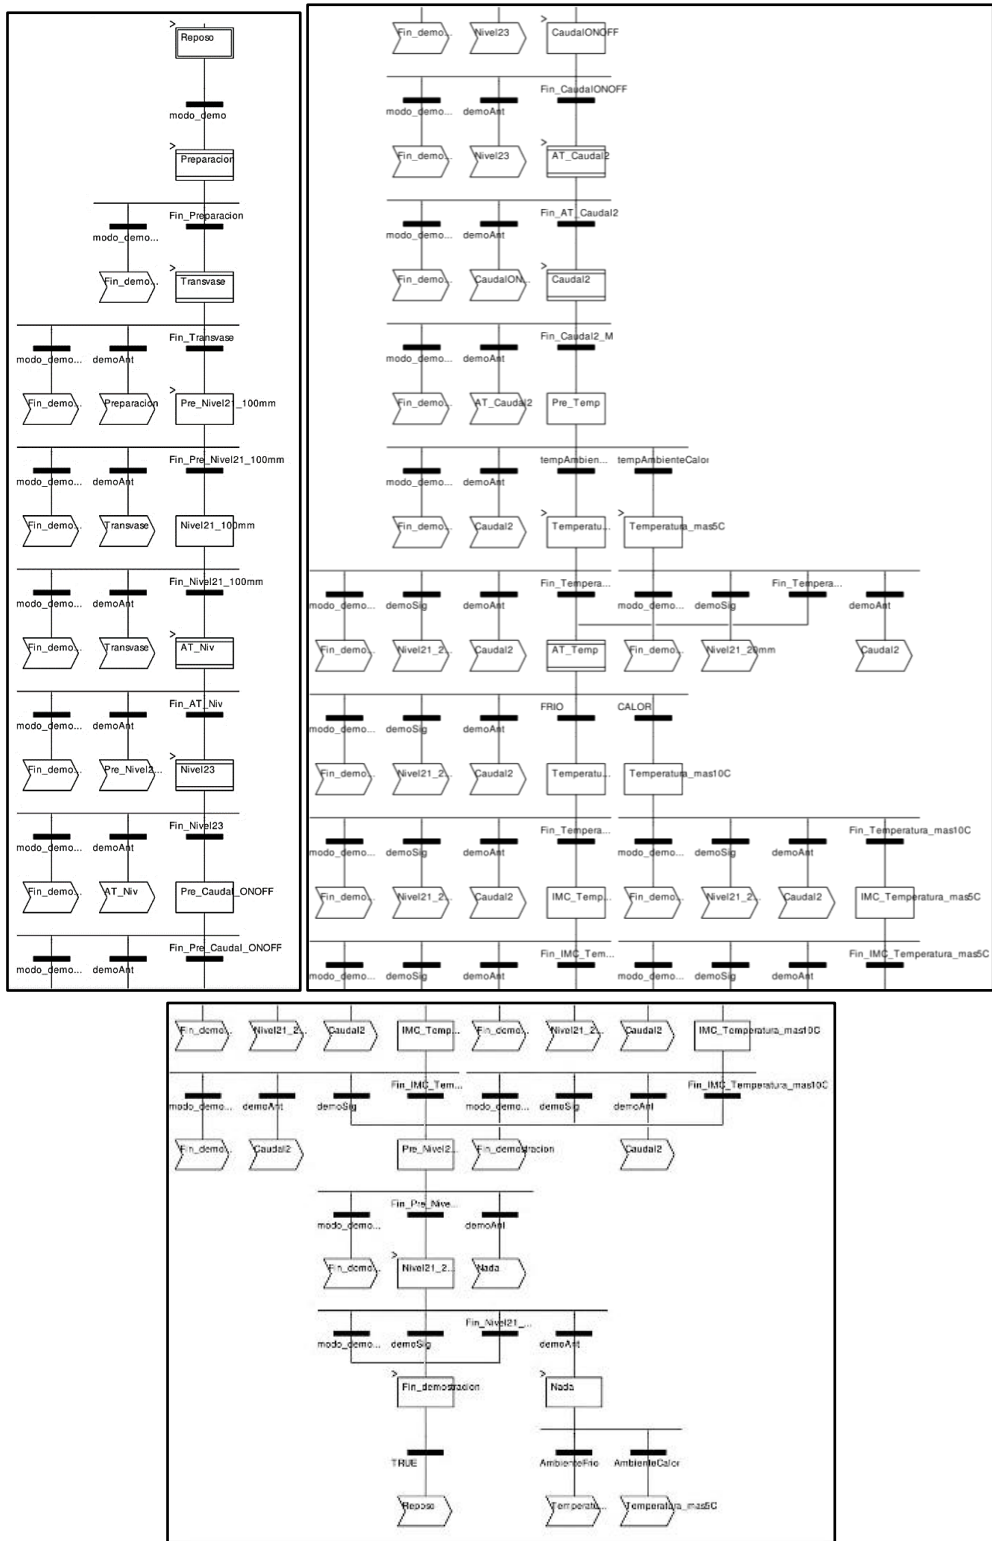 Reposo
modo_demo
Preparacion
Fin_Preparacion
modo_demo...
Fin_demo...
Transvase
Fin_Transvase
modo_demo... demoAnt
Fin_demo... Preparacion Pre_Nivel21_100mm
Fin_Pre_Nivel21_100mm
modo_demo... demoAnt
Fin_demo... Transvase Nivel21_100mm
Fin_Nivel21_100mm
modo_demo... demoAnt
Fin_demo... Transvase AT_Niv
Fin_AT_Niv
modo_demo... demoAnt
Fin_demo... Pre_Nivel2... Nivel23
Fin_Nivel23
modo_demo... demoAnt
Fin_demo... AT_Niv Pre_Caudal_ONOFF
Fin_Pre_Caudal_ONOFF
modo_demo... demoAnt
Fin_demo... Nivel23 CaudalONOFF
Fin_CaudalONOFF
modo_demo... demoAnt
Fin_demo... Nivel23 AT_Caudal2
Fin_AT_Caudal2
modo_demo... demoAnt
Fin_demo... CaudalON... Caudal2
Fin_Caudal2_M
modo_demo... demoAnt
Fin_demo... AT_Caudal2 Pre_Temp
tempAmbien... tempAmbienteCalor
modo_demo... demoAnt
Fin_demo... Caudal2 Temperatu... Temperatura_mas5C
Fin_Tempera... Fin_Tempera...
modo_demo... demoSig demoAnt modo_demo... demoSig demoAnt
Fin_demo... Nivel21_2... Caudal2 AT_Temp Fin_demo... Nivel21_20mm Caudal2
FRIO CALOR
modo_demo... demoSig demoAnt
Fin_demo... Nivel21_2... Caudal2 Temperatu... Temperatura_mas10C
Fin_Tempera... Fin_Temperatura_mas10C
modo_demo... demoSig demoAnt modo_demo... demoSig demoAnt
Fin_demo... Nivel21_2... Caudal2 IMC_Temp... Fin_demo... Nivel21_2... Caudal2 IMC_Temperatura_mas5C
Fin_IMC_Tem... Fin_IMC_Temperatura_mas5C
modo_demo... demoSig demoAnt modo_demo... demoSig demoAnt
Fin_demo... Nivel21_2... Caudal2 IMC_Temp... Fin_demo... Nivel21_2... Caudal2 IMC_Temperatura_mas10C
Fin_IMC_Tem... Fin_IMC_Temperatura_mas10C
modo_demo... demoAnt demoSig modo_demo... demoSig demoAnt
Fin_demo... Caudal2 Pre_Nivel2... Fin_demostracion Caudal2
Fin_Pre_Nive...
modo_demo... demoAnt
Fin_demo... Nivel21_2... Nada
Fin_Nivel21_...
modo_demo... demoSig demoAnt
Fin_demostracion Nada
TRUE AmbienteFrio AmbienteCalor
Reposo Temperatu... Temperatura_mas5C